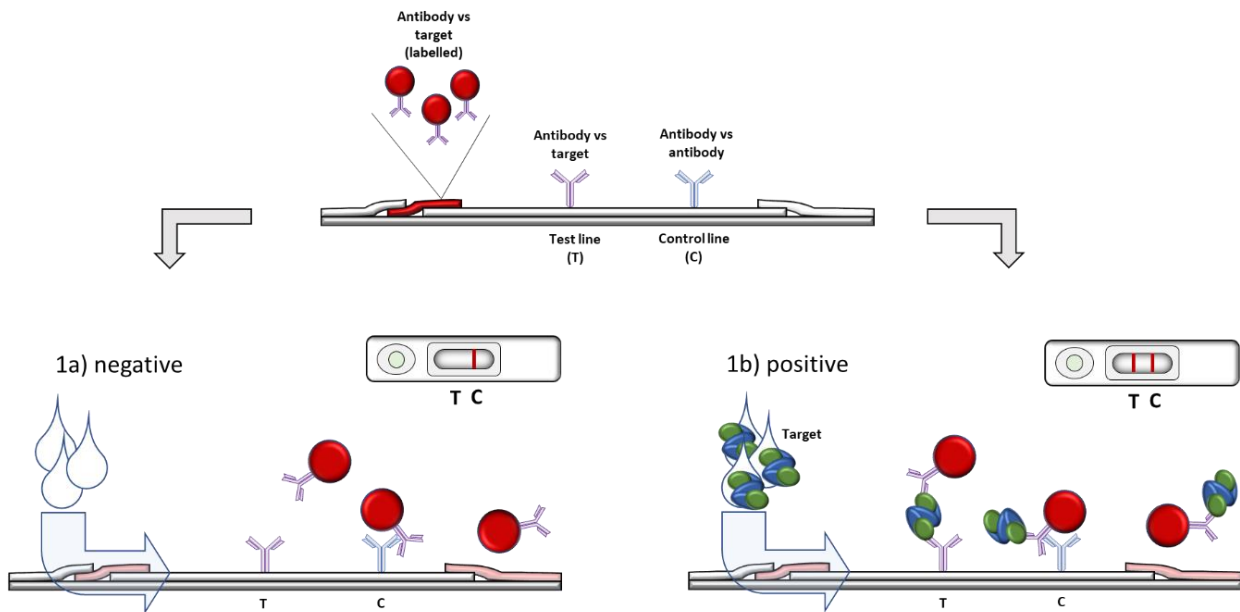 Antibody vs
target
(labelled)
Antibody vs
target
Antibody vs
antibody
Test line
(T)
Control line
(C)
1a) negative
T C
T
C
1b) positive
T C
Target
T
C